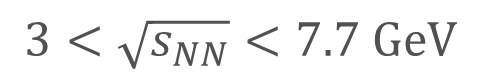 3 < √s_NN < 7.7 GeV